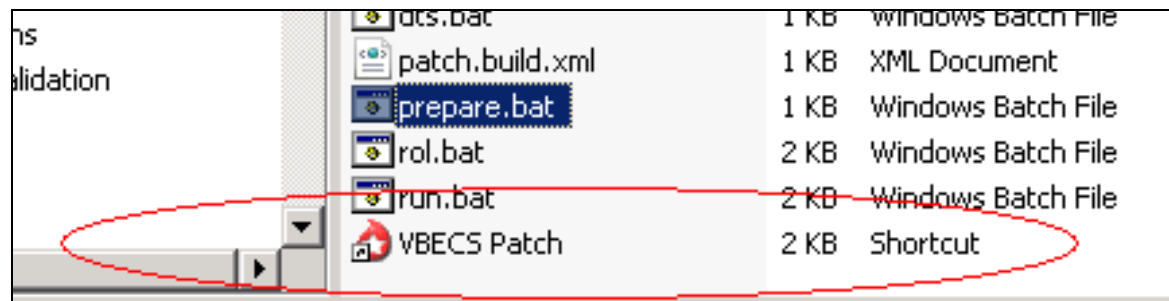 ns
alidation
dts.bat 1 KB Windows Batch File
patch.build.xml 1 KB XML Document
prepare.bat 1 KB Windows Batch File
rol.bat 2 KB Windows Batch File
run.bat 2 KB Windows Batch File
VBECS Patch 2 KB Shortcut